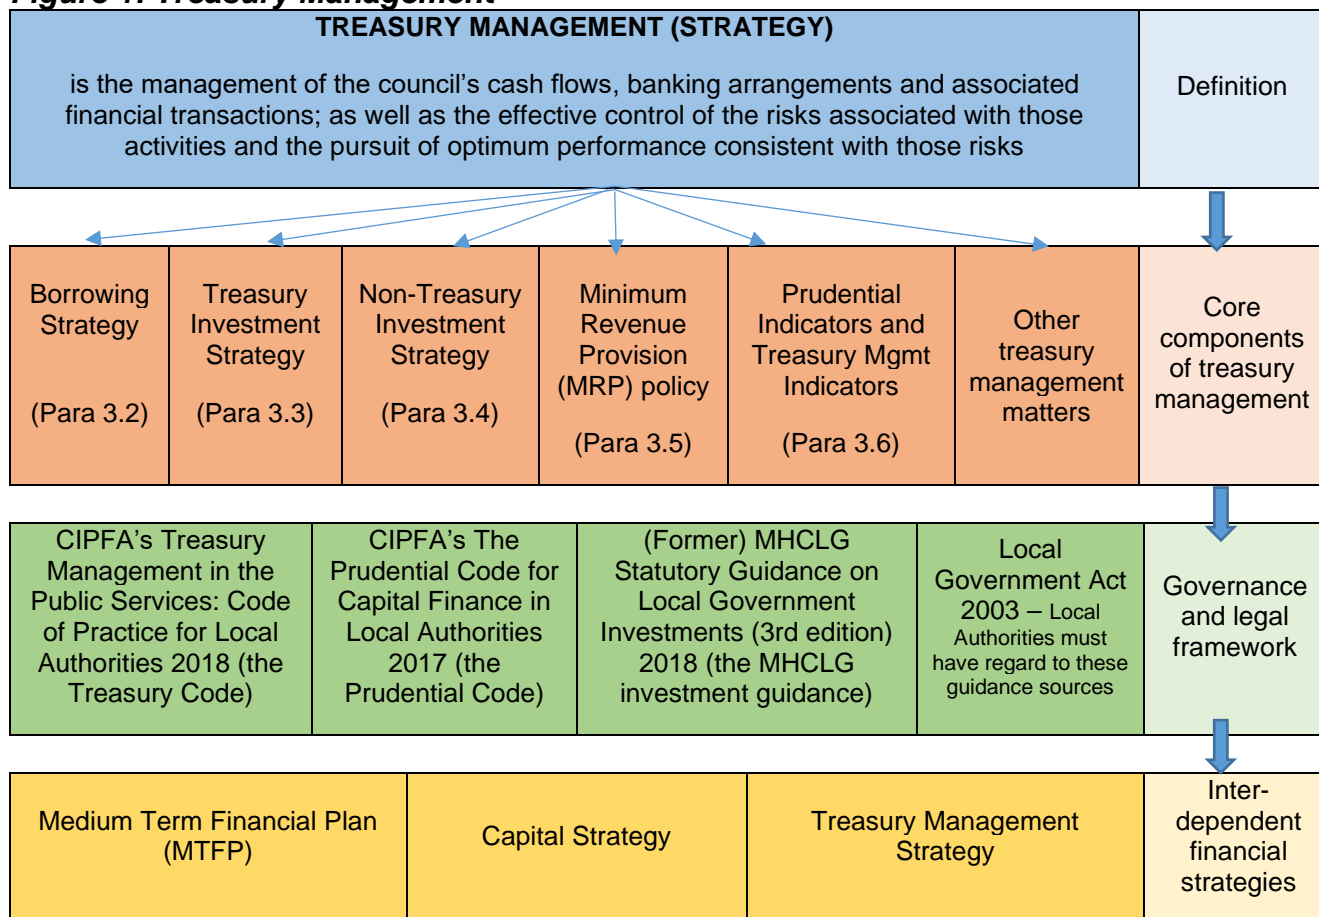 Figure 1: Treasury Management
TREASURY MANAGEMENT (STRATEGY)
is the management of the council's cash flows, banking arrangements and associated
financial transactions; as well as the effective control of the risks associated with those
activities and the pursuit of optimum performance consistent with those risks
Definition
Borrowing
Strategy
(Para 3.2)
Treasury
Investment
Strategy
(Para 3.3)
Non-Treasury
Investment
Strategy
(Para 3.4)
Minimum
Revenue
Provision
(MRP) policy
(Para 3.5)
Prudential
Indicators and
Treasury Mgmt
Indicators
(Para 3.6)
Other
treasury
management
matters
Core
components
of treasury
management
CIPFA's Treasury
Management in the
Public Services: Code
of Practice for Local
Authorities 2018 (the
Treasury Code)
CIPFA's The
Prudential Code for
Capital Finance in
Local Authorities
2017 (the
Prudential Code)
(Former) MHCLG
Statutory Guidance on
Local Government
Investments (3rd edition)
2018 (the MHCLG
investment guidance)
Local
Government Act
2003 – Local
Authorities must
have regard to these
guidance sources
Governance
and legal
framework
Medium Term Financial Plan
(MTFP)
Capital Strategy
Treasury Management
Strategy
Inter-
dependent
financial
strategies